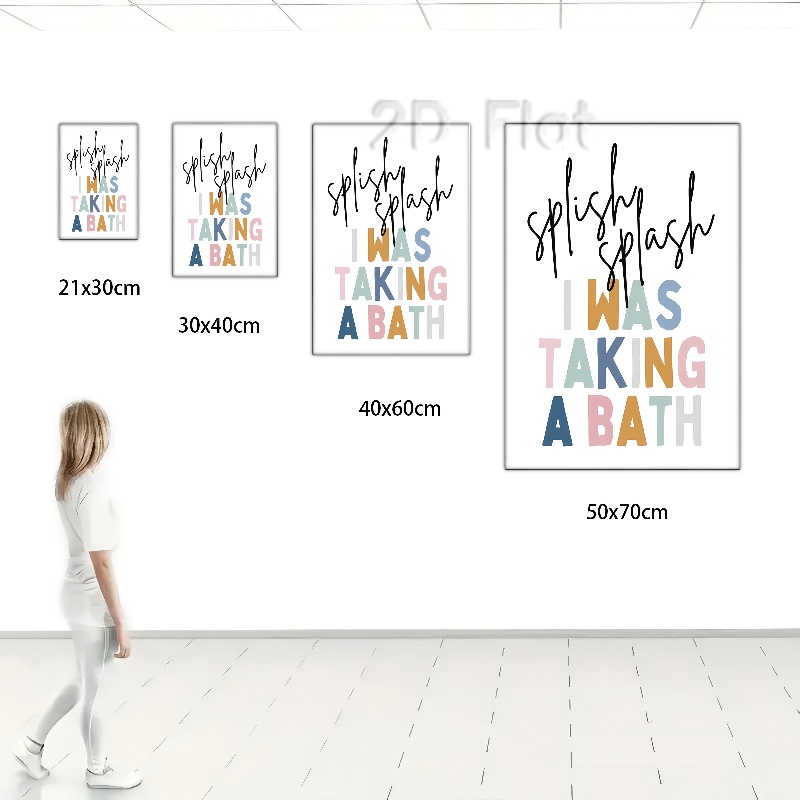 2D Flat
splish
splash
I WAS
TAKING
A BATH
21x30cm
splish
splash
I WAS
TAKING
A BATH
30x40cm
splish
splash
I WAS
TAKING
A BATH
40x60cm
splish
splash
I WAS
TAKING
A BATH
50x70cm